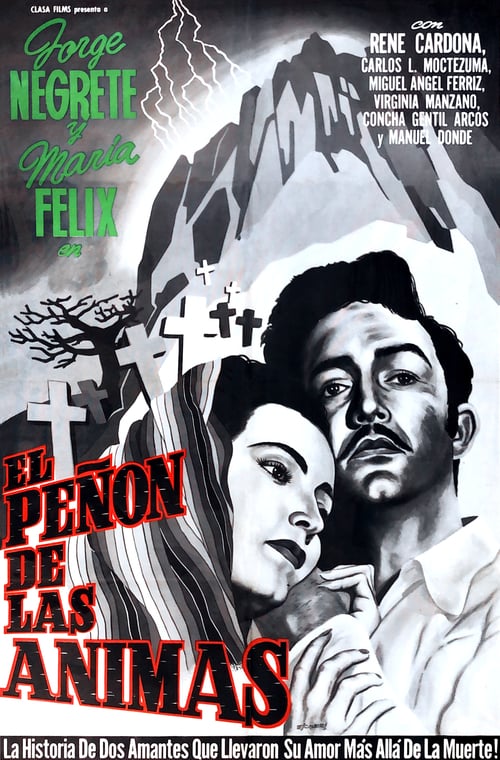 CLASA FILMS presenta a
Jorge
NEGRETE
y
María
FELIX
en
con
RENE CARDONA,
CARLOS L. MOCTEZUMA,
MIGUEL ANGEL FERRIZ,
VIRGINIA MANZANO,
CONCHA GENTIL ARCOS
y MANUEL DONDE
EL
PEÑON
DE
LAS
ANIMAS
La Historia De Dos Amantes Que Llevaron Su Amor Más Allá De La Muerte!